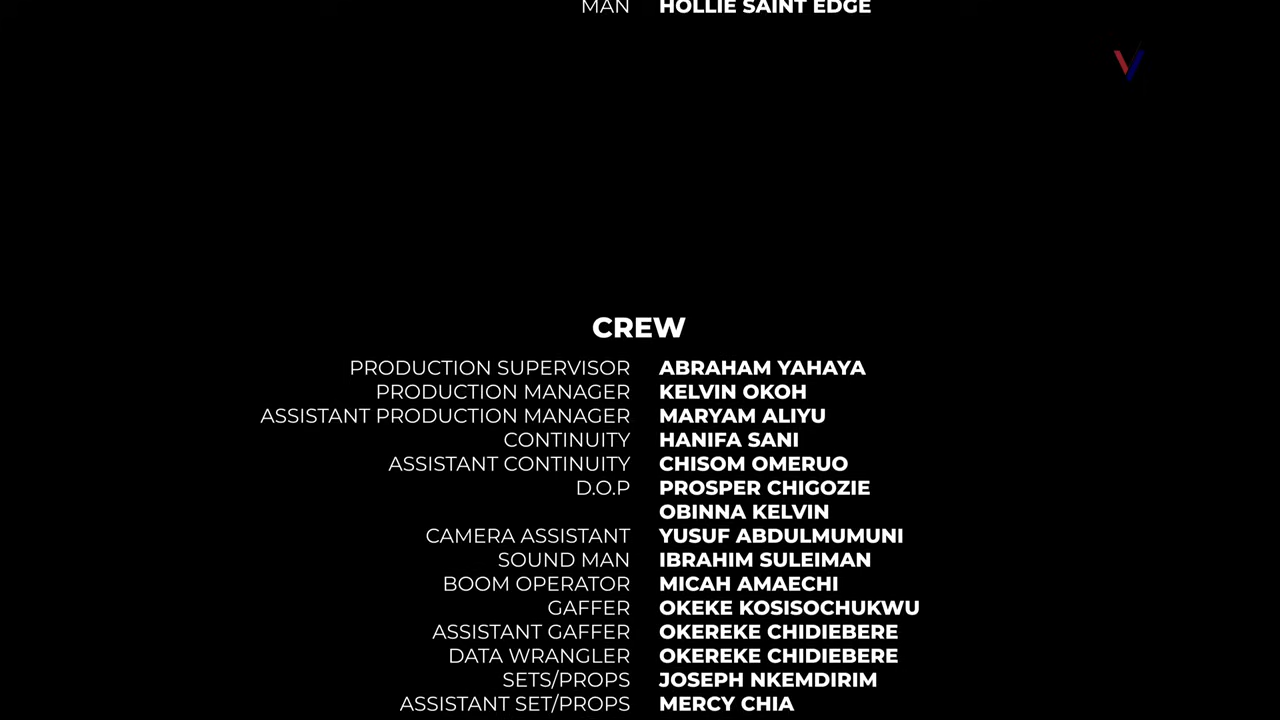 MAN HOLLIE SAINT EDGE
CREW
PRODUCTION SUPERVISOR ABRAHAM YAHAYA
PRODUCTION MANAGER KELVIN OKOH
ASSISTANT PRODUCTION MANAGER MARYAM ALIYU
CONTINUITY HANIFA SANI
ASSISTANT CONTINUITY CHISOM OMERUO
D.O.P PROSPER CHIGOZIE
OBINNA KELVIN
CAMERA ASSISTANT YUSUF ABDULMUMUNI
SOUND MAN IBRAHIM SULEIMAN
BOOM OPERATOR MICAH AMAECHI
GAFFER OKEKE KOSISOCHUKWU
ASSISTANT GAFFER OKEREKE CHIDIEBERE
DATA WRANGLER OKEREKE CHIDIEBERE
SETS/PROPS JOSEPH NKEMDIRIM
ASSISTANT SET/PROPS MERCY CHIA